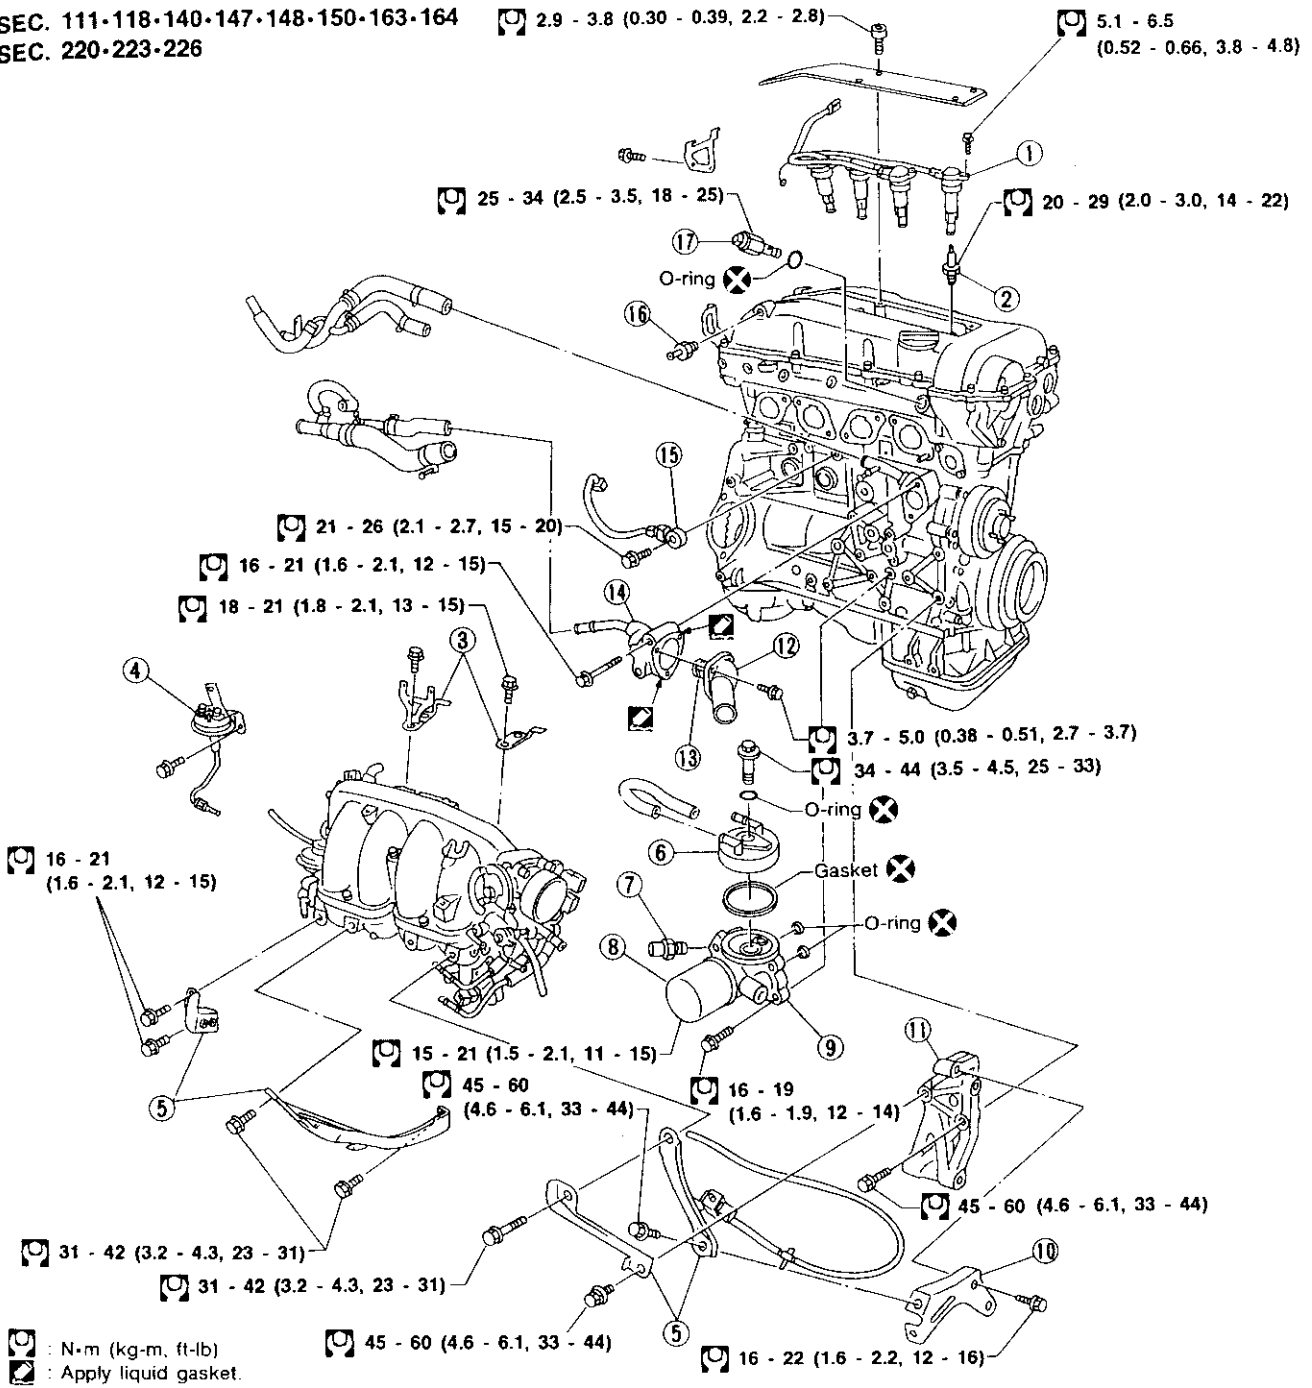 SEC. 111•118•140•147•148•150•163•164
SEC. 220•223•226
2.9 - 3.8 (0.30 - 0.39, 2.2 - 2.8)
5.1 - 6.5
(0.52 - 0.66, 3.8 - 4.8)
1
25 - 34 (2.5 - 3.5, 18 - 25)
20 - 29 (2.0 - 3.0, 14 - 22)
17
O-ring
2
16
15
21 - 26 (2.1 - 2.7, 15 - 20)
16 - 21 (1.6 - 2.1, 12 - 15)
14
18 - 21 (1.8 - 2.1, 13 - 15)
3
12
4
13
3.7 - 5.0 (0.38 - 0.51, 2.7 - 3.7)
34 - 44 (3.5 - 4.5, 25 - 33)
O-ring
6
16 - 21
(1.6 - 2.1, 12 - 15)
Gasket
7
O-ring
8
9
11
15 - 21 (1.5 - 2.1, 11 - 15)
45 - 60
(4.6 - 6.1, 33 - 44)
16 - 19
(1.6 - 1.9, 12 - 14)
5
45 - 60 (4.6 - 6.1, 33 - 44)
31 - 42 (3.2 - 4.3, 23 - 31)
10
31 - 42 (3.2 - 4.3, 23 - 31)
5
45 - 60 (4.6 - 6.1, 33 - 44)
16 - 22 (1.6 - 2.2, 12 - 16)
: N•m (kg-m, ft-lb)
: Apply liquid gasket.